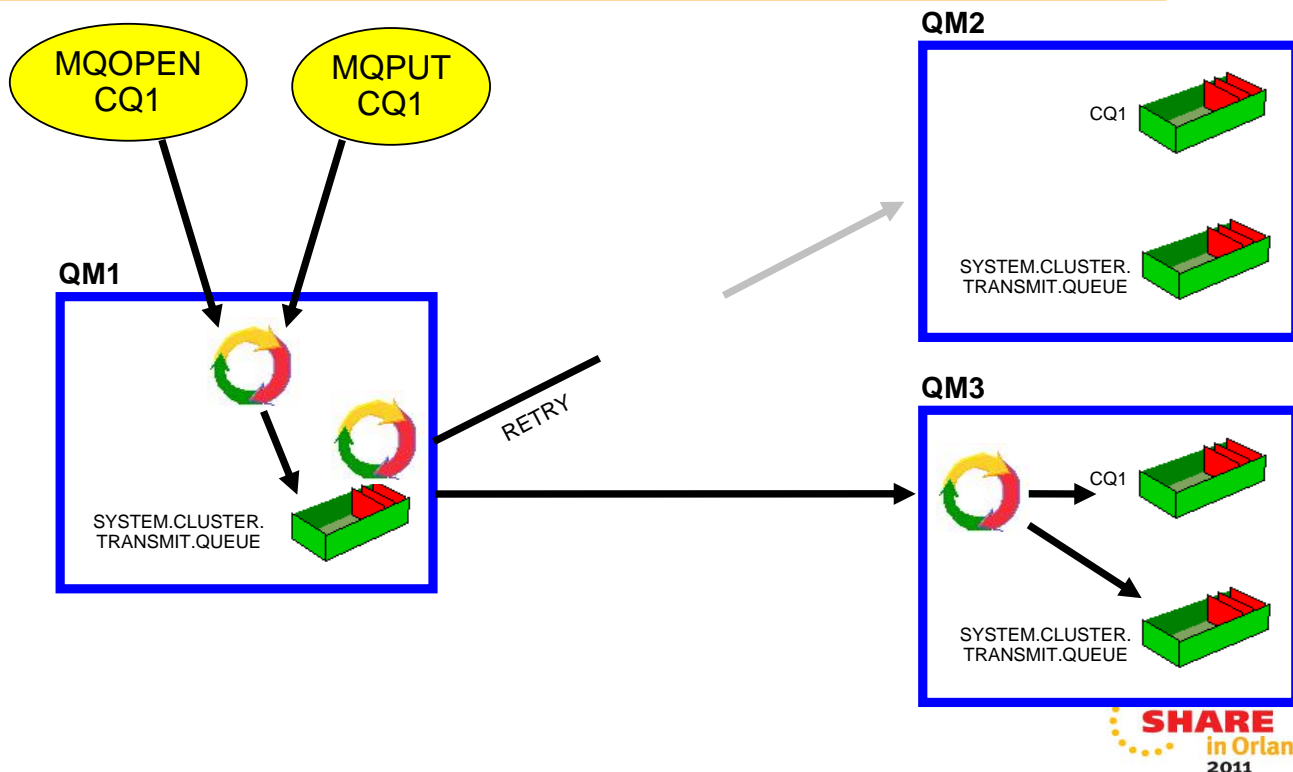 QM2
MQOPEN
CQ1
MQPUT
CQ1
CQ1
SYSTEM.CLUSTER.
TRANSMIT.QUEUE
QM1
RETRY
SYSTEM.CLUSTER.
TRANSMIT.QUEUE
QM3
CQ1
SYSTEM.CLUSTER.
TRANSMIT.QUEUE
SHARE
in Orlan
2011